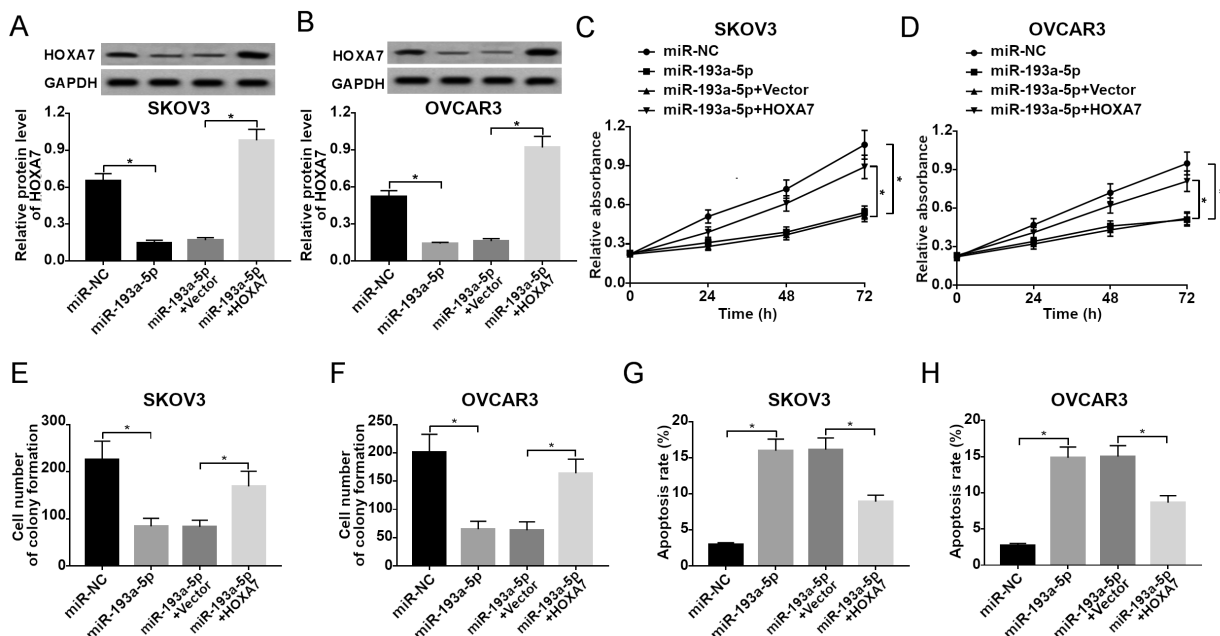 A
HOXA7
GAPDH
SKOV3
Relative protein level
of HOXA7
1.2
0.9
0.6
0.3
0.0
*
*
miR-NC
miR-193a-5p
miR-193a-5p
+Vector
miR-193a-5p
+HOXA7
B
HOXA7
GAPDH
OVCAR3
Relative protein level
of HOXA7
1.2
0.9
0.6
0.3
0.0
*
*
miR-NC
miR-193a-5p
miR-193a-5p
+Vector
miR-193a-5p
+HOXA7
C
SKOV3
miR-NC
miR-193a-5p
miR-193a-5p+Vector
miR-193a-5p+HOXA7
Relative absorbance
1.2
0.9
0.6
0.3
0.0
*
*
0
24
48
72
Time (h)
D
OVCAR3
miR-NC
miR-193a-5p
miR-193a-5p+Vector
miR-193a-5p+HOXA7
Relative absorbance
1.2
0.9
0.6
0.3
0.0
*
*
0
24
48
72
Time (h)
E
SKOV3
Cell number
of colony formation
300
200
100
0
*
*
miR-NC
miR-193a-5p
miR-193a-5p
+Vector
miR-193a-5p
+HOXA7
F
OVCAR3
Cell number
of colony formation
250
200
150
100
50
0
*
*
miR-NC
miR-193a-5p
miR-193a-5p
+Vector
miR-193a-5p
+HOXA7
G
SKOV3
Apoptosis rate (%)
20
15
10
5
0
*
*
miR-NC
miR-193a-5p
miR-193a-5p
+Vector
miR-193a-5p
+HOXA7
H
OVCAR3
Apoptosis rate (%)
20
15
10
5
0
*
*
miR-NC
miR-193a-5p
miR-193a-5p
+Vector
miR-193a-5p
+HOXA7